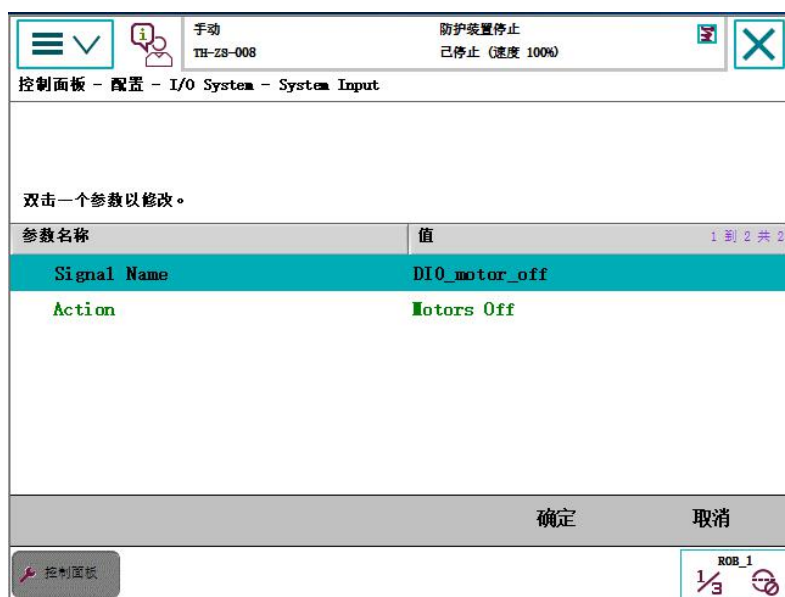 手动 防护装置停止
TH-ZS-008 已停止 (速度 100%)
控制面板 - 配置 - I/O System - System Input
双击一个参数以修改。
参数名称 值 1 到 2 共 2
Signal Name DI0_motor_off
Action Motors Off
确定 取消
控制面板 ROB_1
1/3